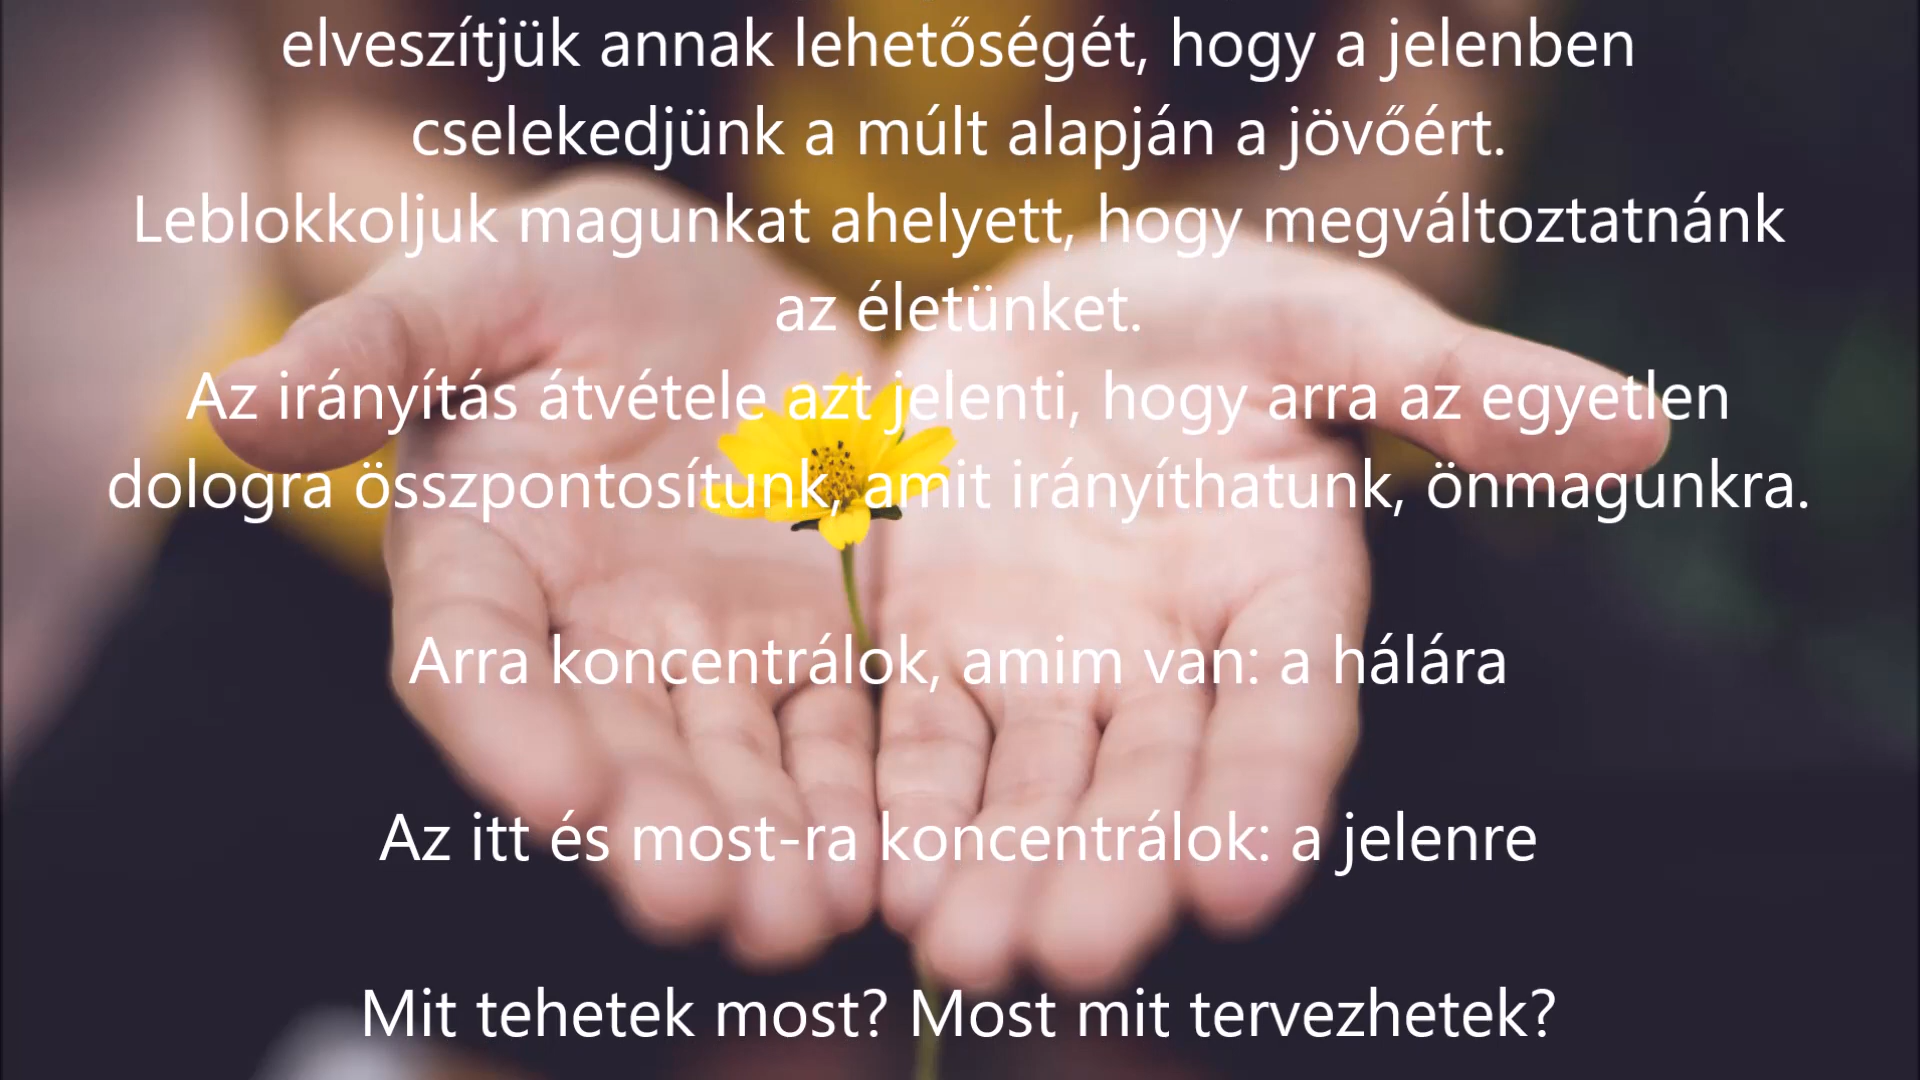 elveszítjük annak lehetőségét, hogy a jelenben
cselekedjünk a múlt alapján a jövőért.
Leblokkoljuk magunkat ahelyett, hogy megváltoztatnánk
az életünket.
Az irányítás átvétele azt jelenti, hogy arra az egyetlen
dologra összpontosítunk, amit irányíthatunk, önmagunkra.
Arra koncentrálok, amim van: a hálára
Az itt és most-ra koncentrálok: a jelenre
Mit tehetek most? Most mit tervezhetek?